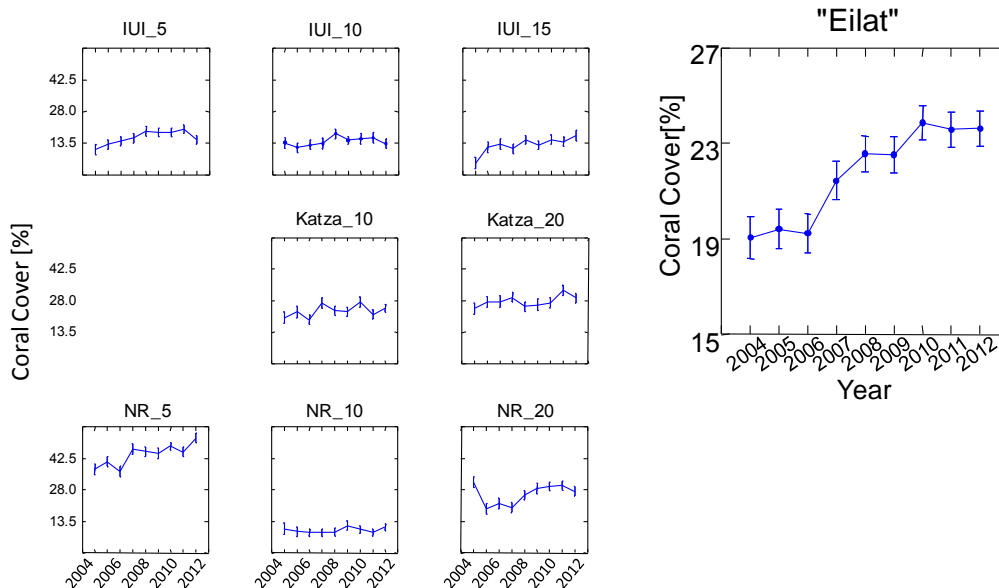 "Eilat"
IUI_5
IUI_10
IUI_15
42.5
28.0
13.5
Katza_10
Katza_20
42.5
28.0
13.5
Coral Cover [%]
NR_5
NR_10
NR_20
42.5
28.0
13.5
2004 2006 2008 2010 2012
2004 2006 2008 2010 2012
2004 2006 2008 2010 2012
27
23
19
15
Coral Cover[%]
2004 2005 2006 2007 2008 2009 2010 2011 2012
Year